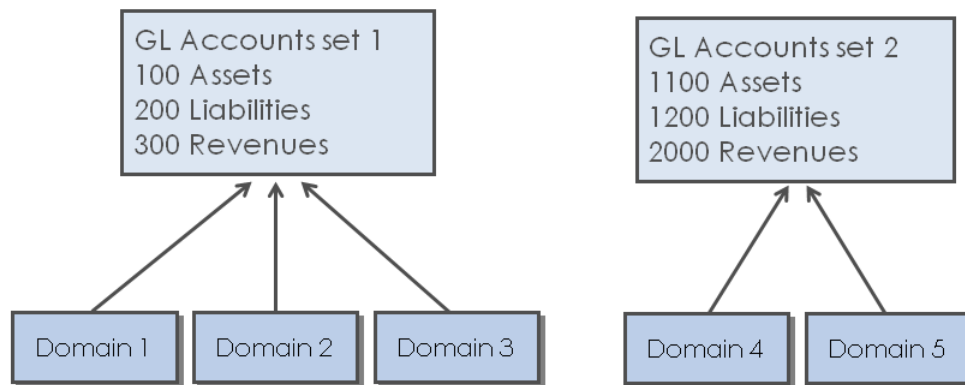 GL Accounts set 1
100 Assets
200 Liabilities
300 Revenues
GL Accounts set 2
1100 Assets
1200 Liabilities
2000 Revenues
Domain 1
Domain 2
Domain 3
Domain 4
Domain 5